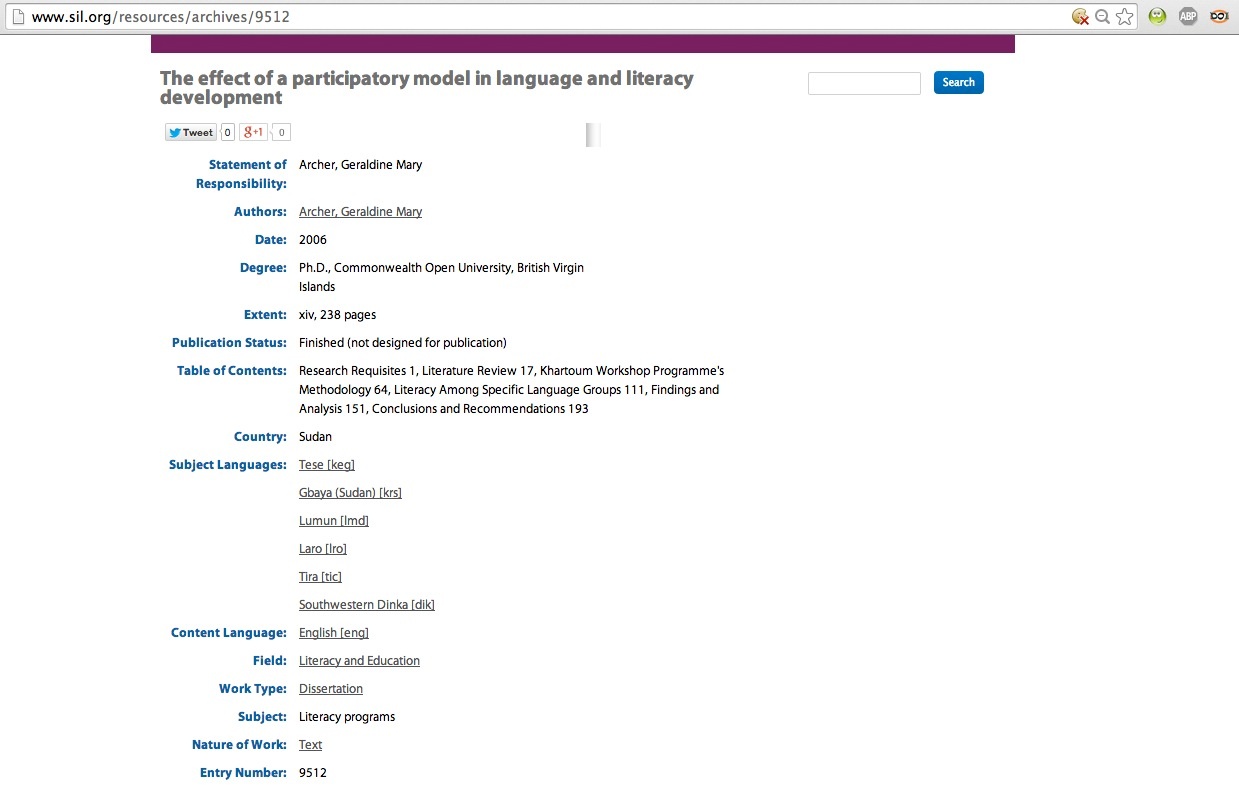 www.sil.org/resources/archives/9512
ABP
The effect of a participatory model in language and literacy
development
Search
Tweet 0 g+1 0
Statement of Archer, Geraldine Mary
Responsibility:
Authors: Archer, Geraldine Mary
Date: 2006
Degree: Ph.D., Commonwealth Open University, British Virgin
Islands
Extent: xiv, 238 pages
Publication Status: Finished (not designed for publication)
Table of Contents: Research Requisites 1, Literature Review 17, Khartoum Workshop Programme's
Methodology 64, Literacy Among Specific Language Groups 111, Findings and
Analysis 151, Conclusions and Recommendations 193
Country: Sudan
Subject Languages: Tese [keg]
Gbaya (Sudan) [krs]
Lumun [lmd]
Laro [lro]
Tira [tic]
Southwestern Dinka [dik]
Content Language: English [eng]
Field: Literacy and Education
Work Type: Dissertation
Subject: Literacy programs
Nature of Work: Text
Entry Number: 9512